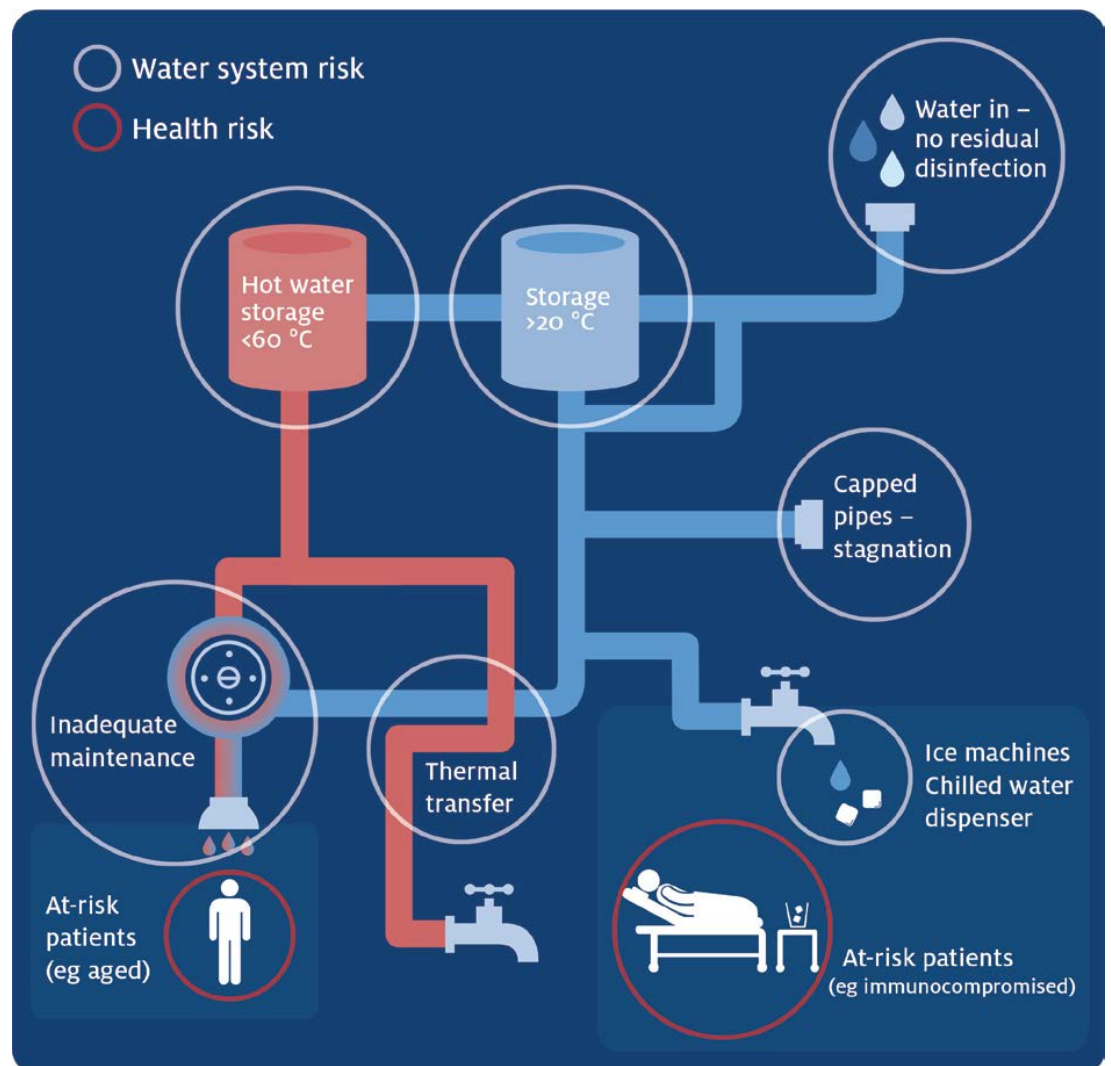 Water system risk
Health risk
Water in –
no residual
disinfection
Hot water
storage
<60 °C
Storage
>20 °C
Capped
pipes –
stagnation
Inadequate
maintenance
Thermal
transfer
Ice machines
Chilled water
dispenser
At-risk
patients
(eg aged)
At-risk patients
(eg immunocompromised)